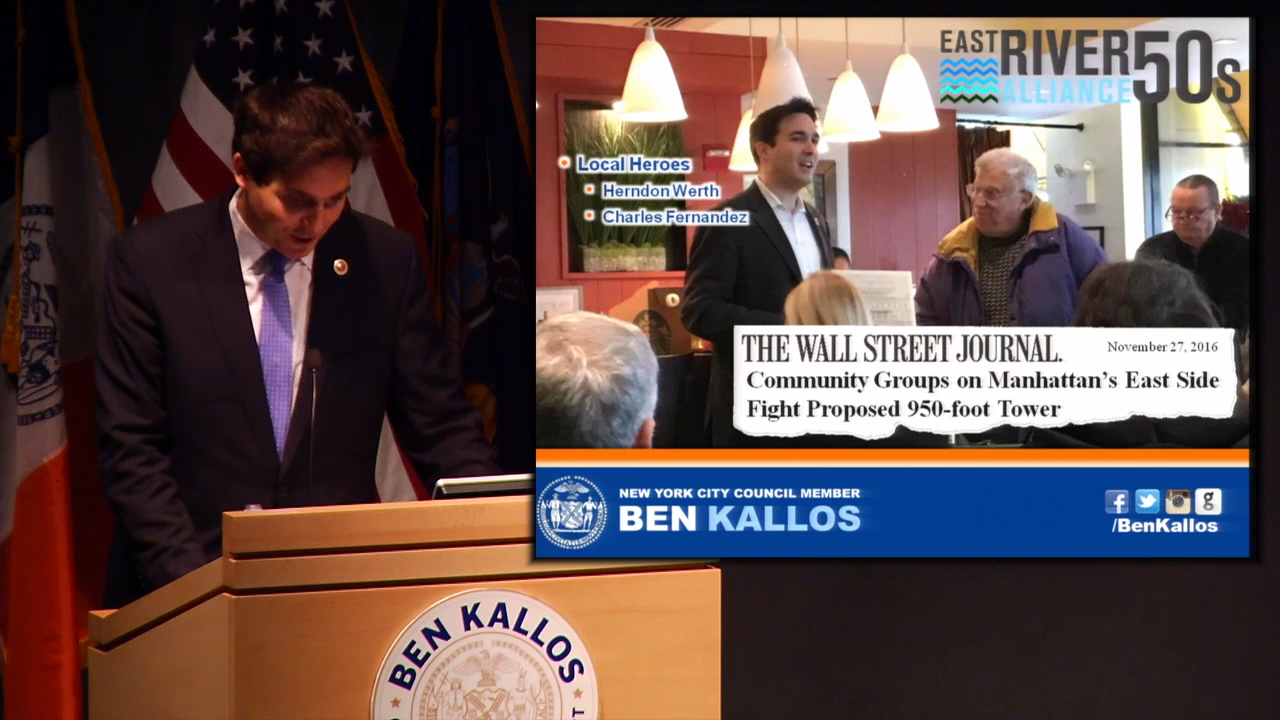 EAST RIVER 50s
ALLIANCE
Local Heroes
Herndon Werth
Charles Fernandez
THE WALL STREET JOURNAL.
November 27, 2016
Community Groups on Manhattan's East Side
Fight Proposed 950-foot Tower
NEW YORK CITY COUNCIL MEMBER
BEN KALLOS
/BenKallos
BEN KALLOS